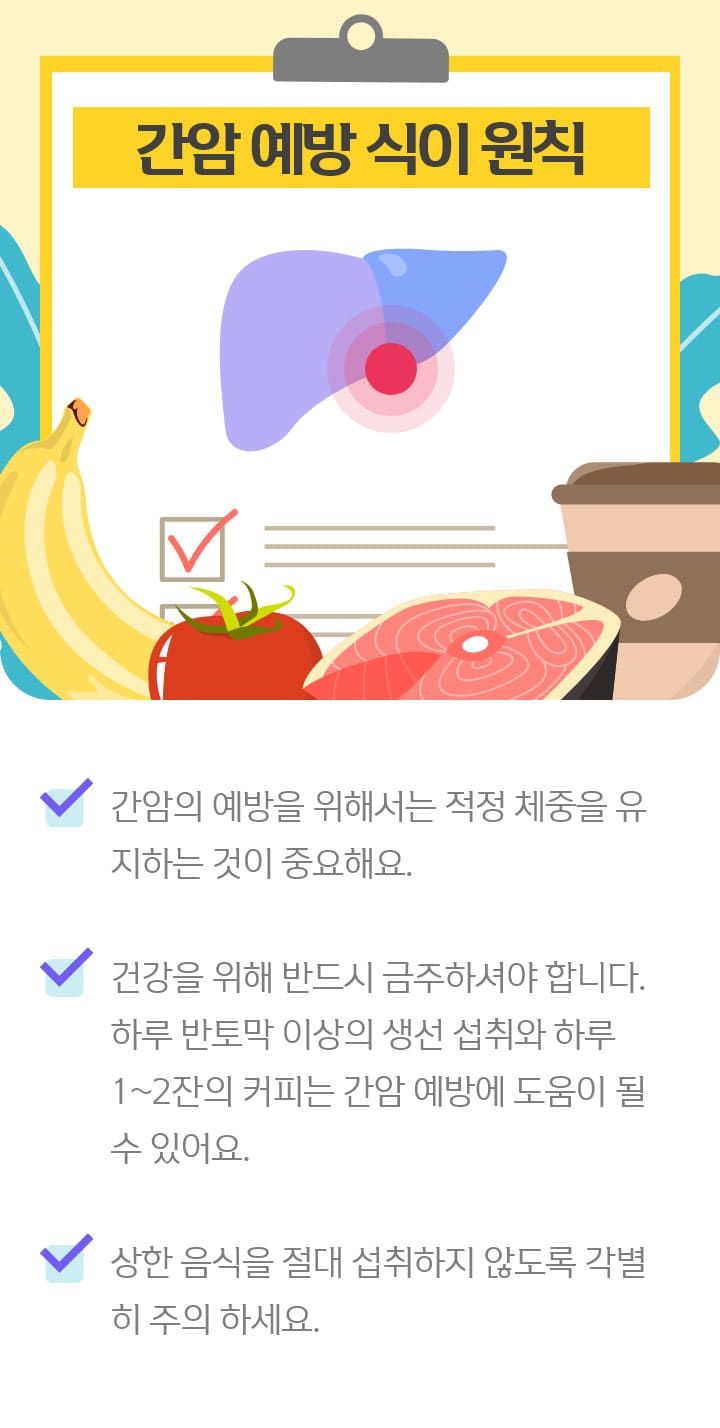 간암 예방 식이 원칙
간암의 예방을 위해서는 적정 체중을 유
지하는 것이 중요해요.
건강을 위해 반드시 금주하셔야 합니다.
하루 반토막 이상의 생선 섭취와 하루
1~2잔의 커피는 간암 예방에 도움이 될
수 있어요.
상한 음식을 절대 섭취하지 않도록 각별
히 주의 하세요.